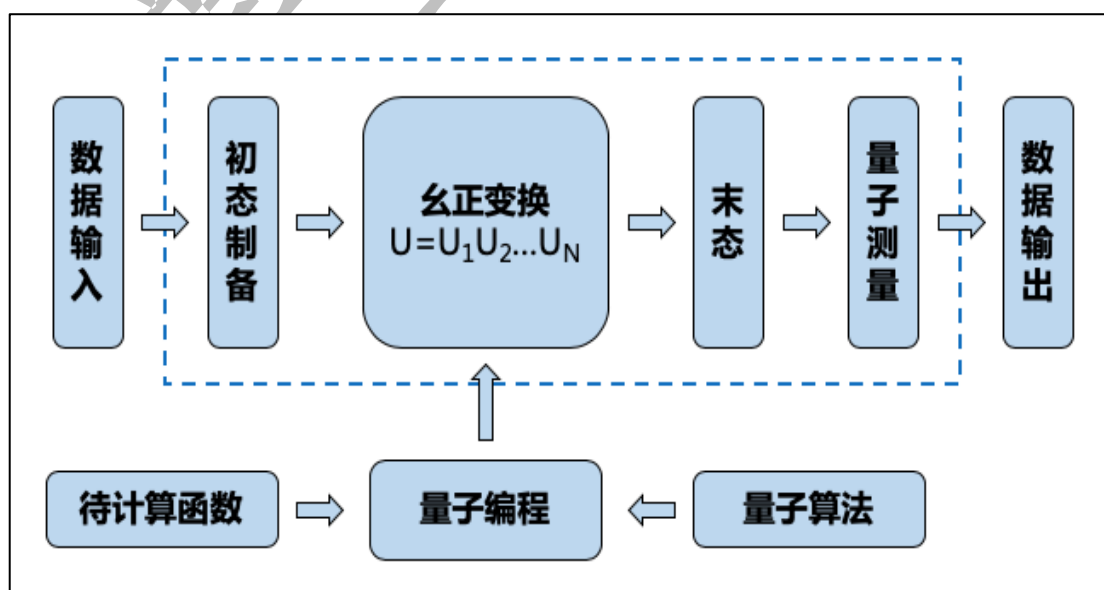 数据输入
初态制备
幺正变换
U=U₁U₂...U_N
末态
量子测量
数据输出
待计算函数
量子编程
量子算法